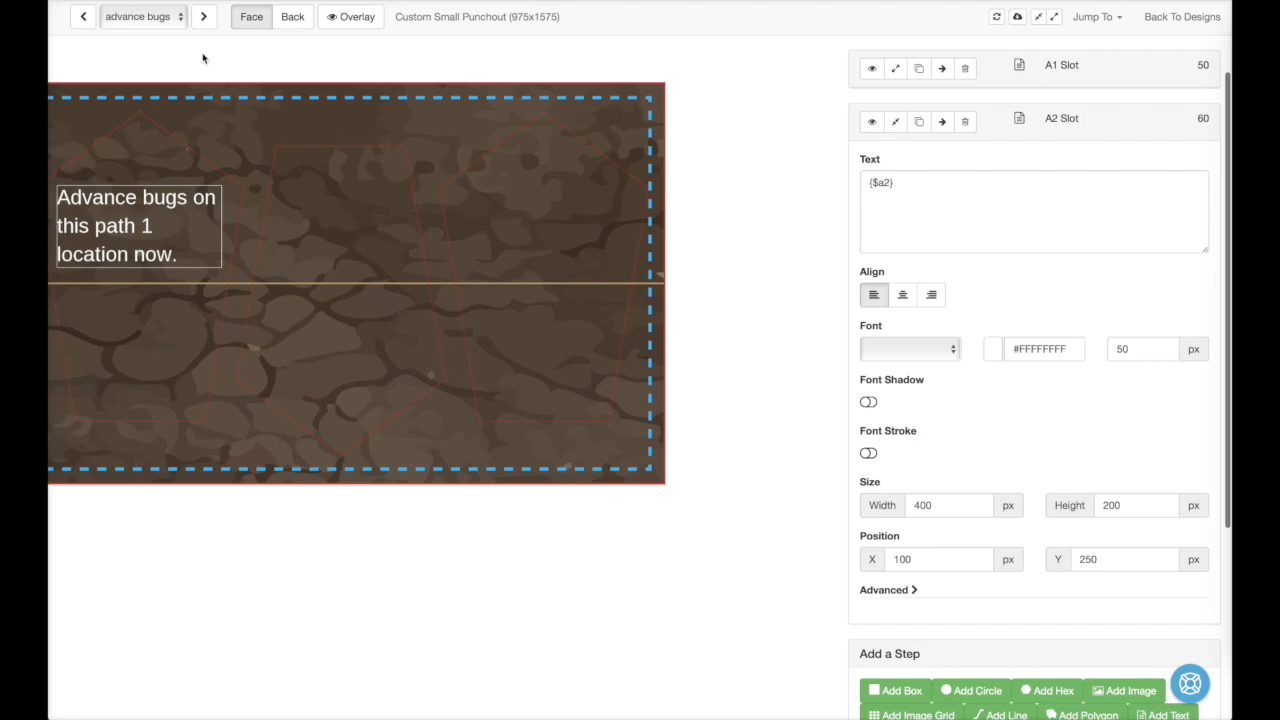 advance bugs
Face
Back
Overlay
Custom Small Punchout (975x1575)
Jump To
Back To Designs
Advance bugs on
this path 1
location now.
A1 Slot
50
A2 Slot
60
Text
{$a2}
Align
Font
#FFFFFFFF
50
px
Font Shadow
Font Stroke
Size
Width
400
px
Height
200
px
Position
X
100
px
Y
250
px
Advanced
Add a Step
Add Box
Add Circle
Add Hex
Add Image
Add Image Grid
Add Line
Add Polygon
Add Text